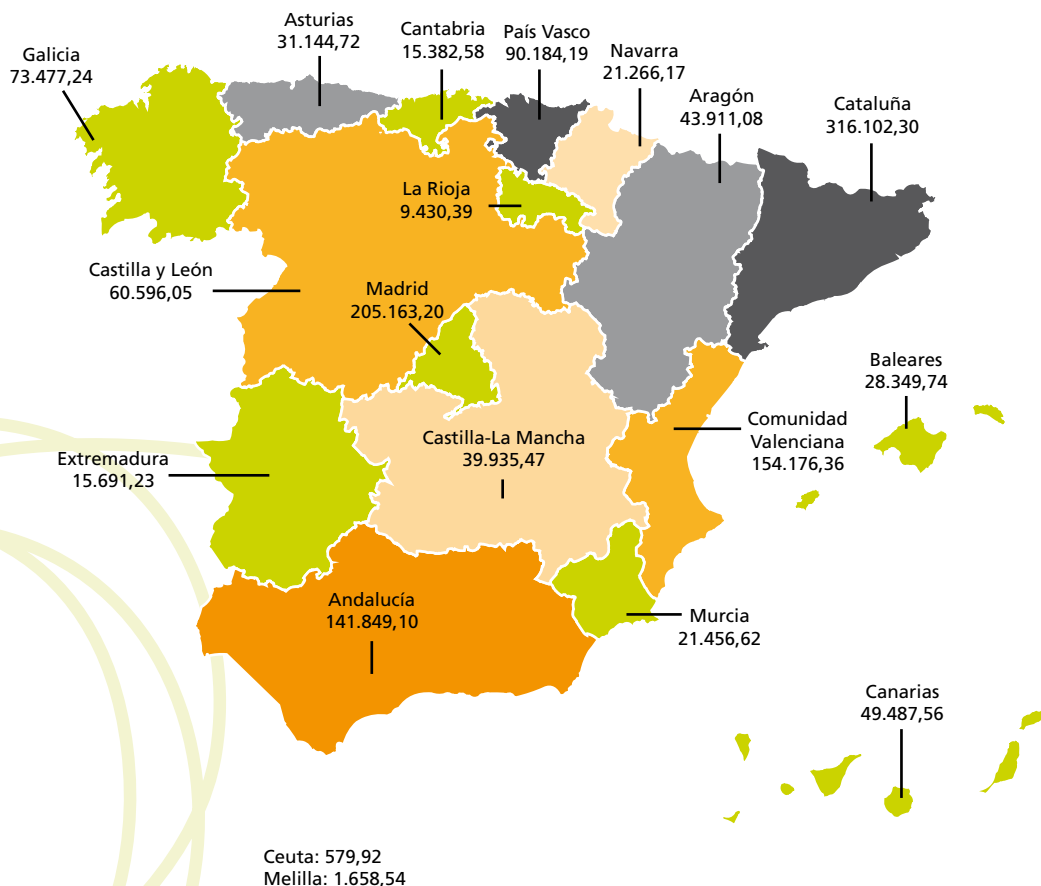 Asturias
31.144,72
Cantabria
15.382,58
País Vasco
90.184,19
Navarra
21.266,17
Galicia
73.477,24
Aragón
43.911,08
Cataluña
316.102,30
La Rioja
9.430,39
Castilla y León
60.596,05
Madrid
205.163,20
Baleares
28.349,74
Comunidad
Valenciana
154.176,36
Castilla-La Mancha
39.935,47
Extremadura
15.691,23
Andalucía
141.849,10
Murcia
21.456,62
Canarias
49.487,56
Ceuta: 579,92
Melilla: 1.658,54